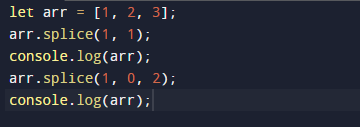 let arr = [1, 2, 3];
arr.splice(1, 1);
console.log(arr);
arr.splice(1, 0, 2);
console.log(arr);